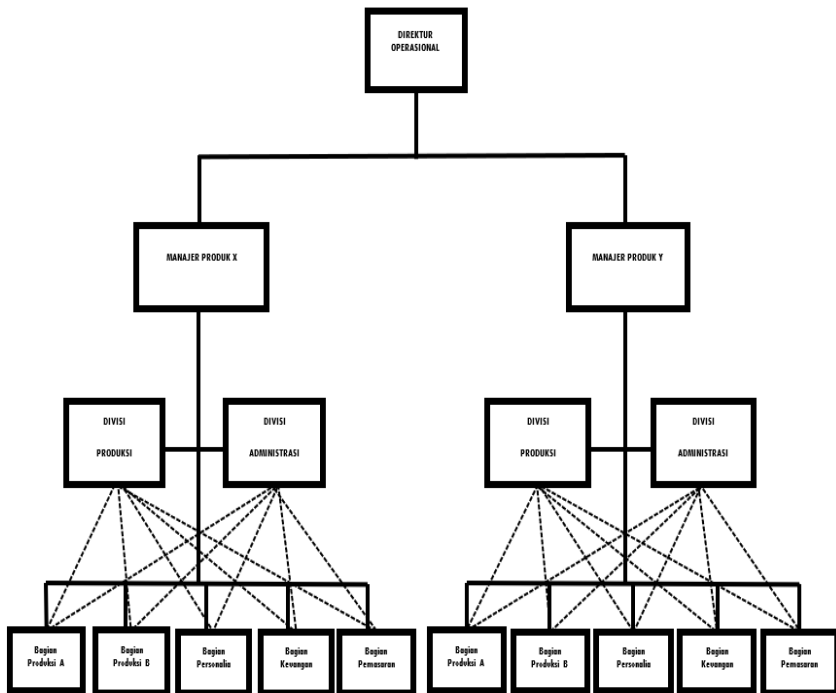 DIREKTUR
OPERASIONAL
MANAJER PRODUK X
MANAJER PRODUK Y
DIVISI
PRODUKSI
DIVISI
ADMINISTRASI
DIVISI
PRODUKSI
DIVISI
ADMINISTRASI
Bagian
Produksi A
Bagian
Produksi B
Bagian
Personalia
Bagian
Keuangan
Bagian
Pemasaran
Bagian
Produksi A
Bagian
Produksi B
Bagian
Personalia
Bagian
Keuangan
Bagian
Pemasaran